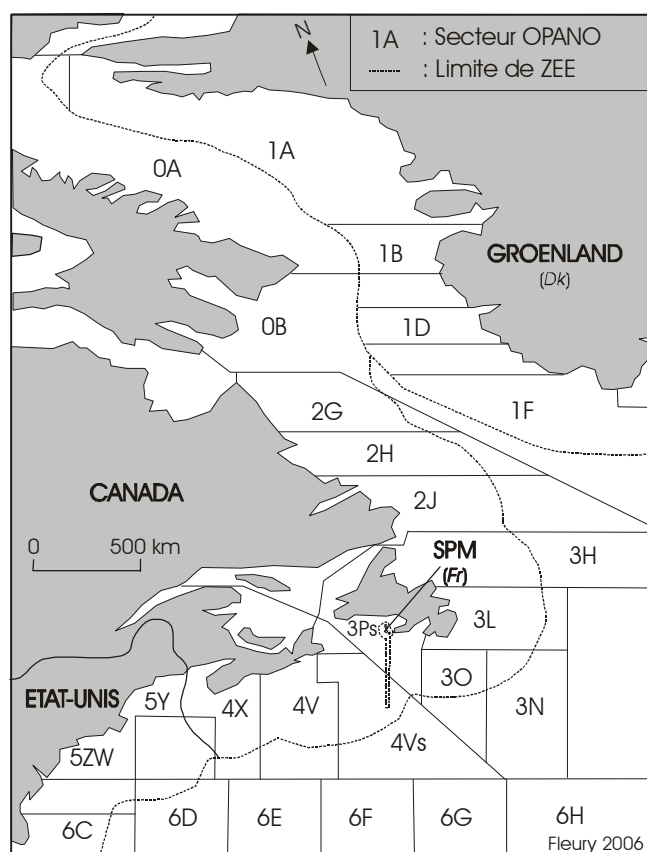 N
1A : Secteur OPANO
: Limite de ZEE
1A
0A
1B
GROENLAND
(Dk)
0B
1D
2G
1F
2H
CANADA
2J
0 500 km
SPM
(Fr)
3H
3Ps
3L
ETAT-UNIS
5Y
4X
4V
3O
3N
4Vs
5ZW
6C
6D
6E
6F
6G
6H
Fleury 2006